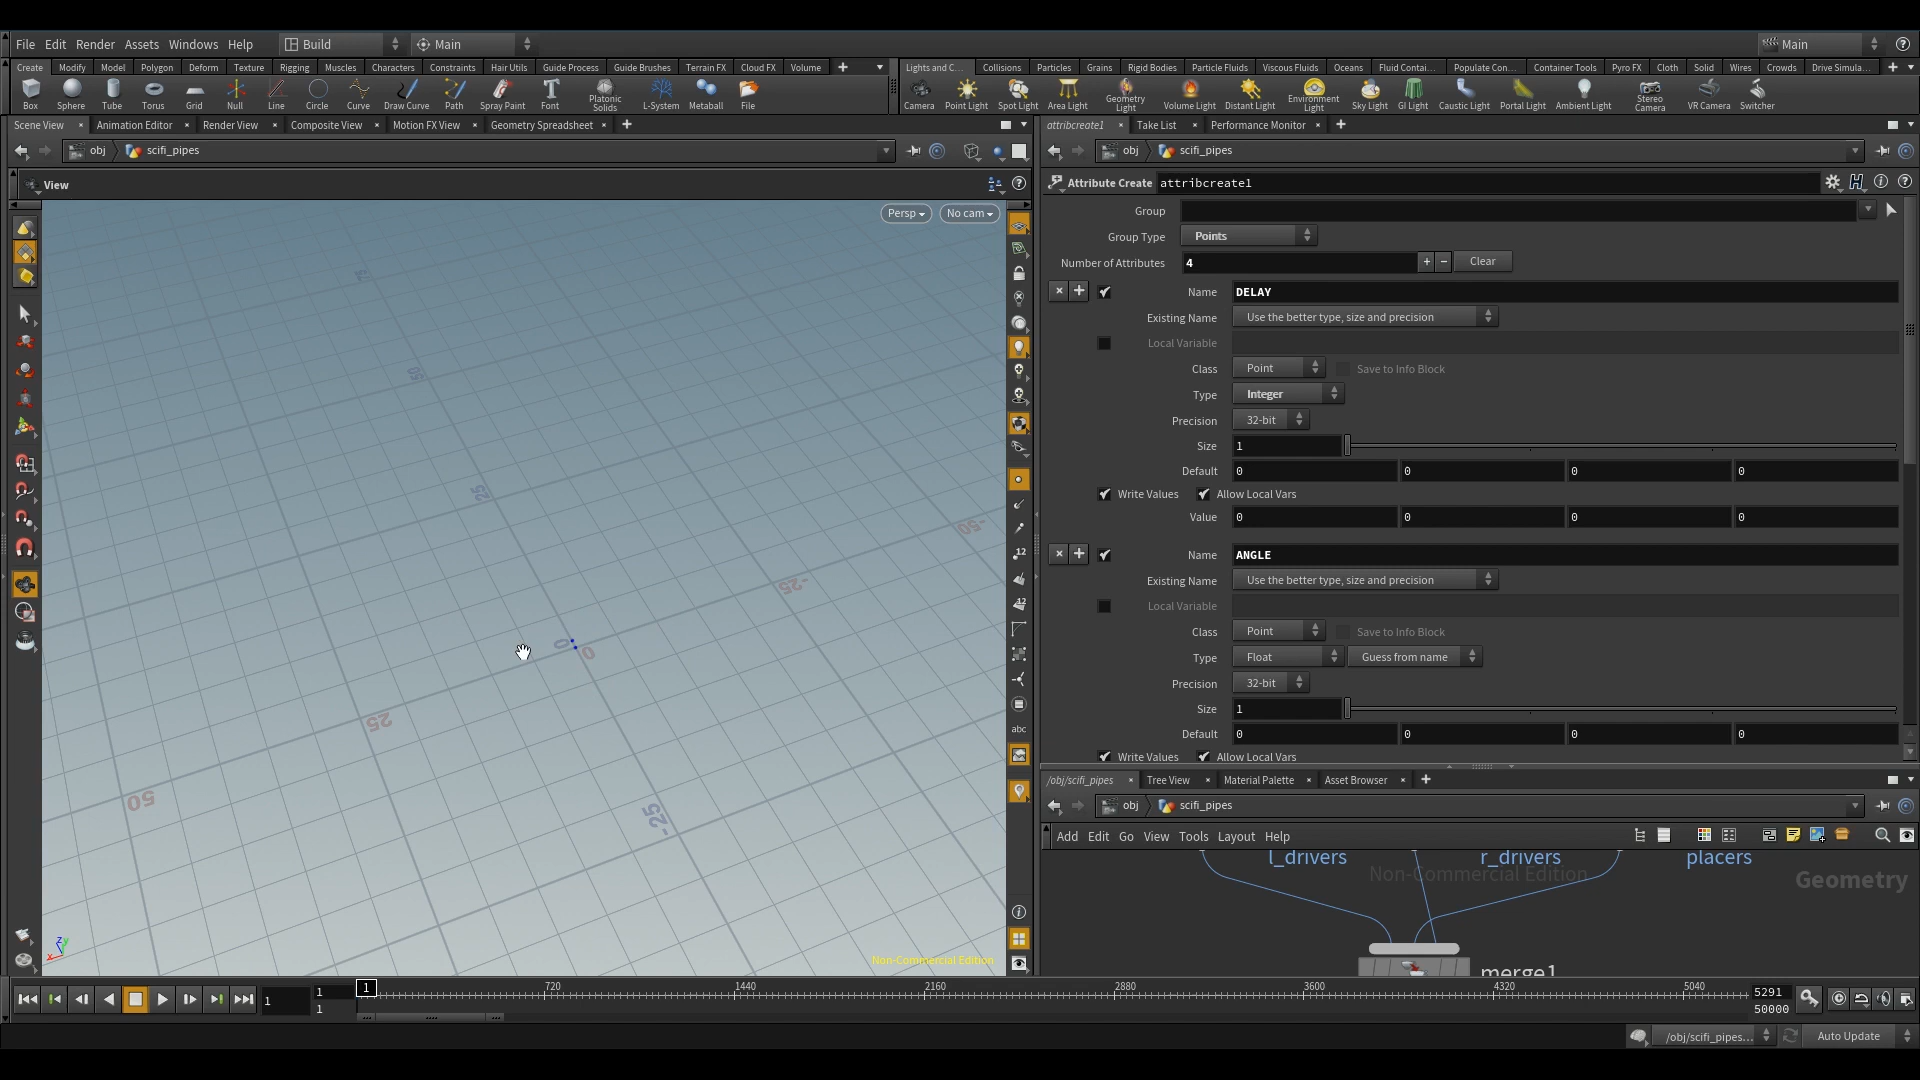 File Edit Render Assets Windows Help Build Main Main
Create Modify Model Polygon Deform Texture Rigging Muscles Characters Constraints Hair Utils Guide Process Guide Brushes Terrain FX Cloud FX Volume
Lights and C... Collisions Particles Grains Rigid Bodies Particle Fluids Viscous Fluids Oceans Fluid Contai... Populate Con... Container Tools Pyro FX Cloth Solid Wires Crowds Drive Simula...
Box Sphere Tube Torus Grid Null Line Circle Curve Draw Curve Path Spray Paint Font Platonic Solids L-System Metaball File
Camera Point Light Spot Light Area Light Geometry Light Volume Light Distant Light Environment Light Sky Light GI Light Caustic Light Portal Light Ambient Light Stereo Camera VR Camera Switcher
Scene View Animation Editor Render View Composite View Motion FX View Geometry Spreadsheet
attribcreate1 Take List Performance Monitor
obj scifi_pipes
obj scifi_pipes
View
Persp No cam
75
50
25
0
0
-25
-50
25
50
-25
z y x
Non-Commercial Edition
12
12
abc
Attribute Create attribcreate1
Group
Group Type Points
Number of Attributes 4 + - Clear
Name DELAY
Existing Name Use the better type, size and precision
Local Variable
Class Point Save to Info Block
Type Integer
Precision 32-bit
Size 1
Default 0 0 0 0
Write Values Allow Local Vars
Value 0 0 0 0
Name ANGLE
Existing Name Use the better type, size and precision
Local Variable
Class Point Save to Info Block
Type Float Guess from name
Precision 32-bit
Size 1
Default 0 0 0 0
Write Values Allow Local Vars
/obj/scifi_pipes Tree View Material Palette Asset Browser
obj scifi_pipes
Add Edit Go View Tools Layout Help
l_drivers r_drivers placers
Non-Commercial Edition
Geometry
merge1
1 1 1 1 720 1440 2160 2880 3600 4320 5040 5291 50000
/obj/scifi_pipes... Auto Update